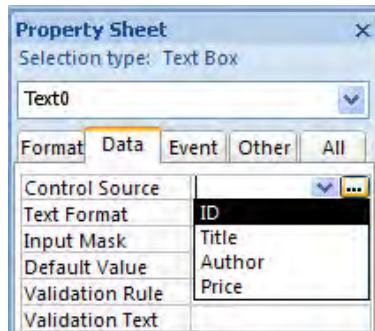 Property Sheet
Selection type: Text Box
Text0
Format Data Event Other All
Control Source ...
Text Format ID
Input Mask Title
Default Value Author
Validation Rule Price
Validation Text